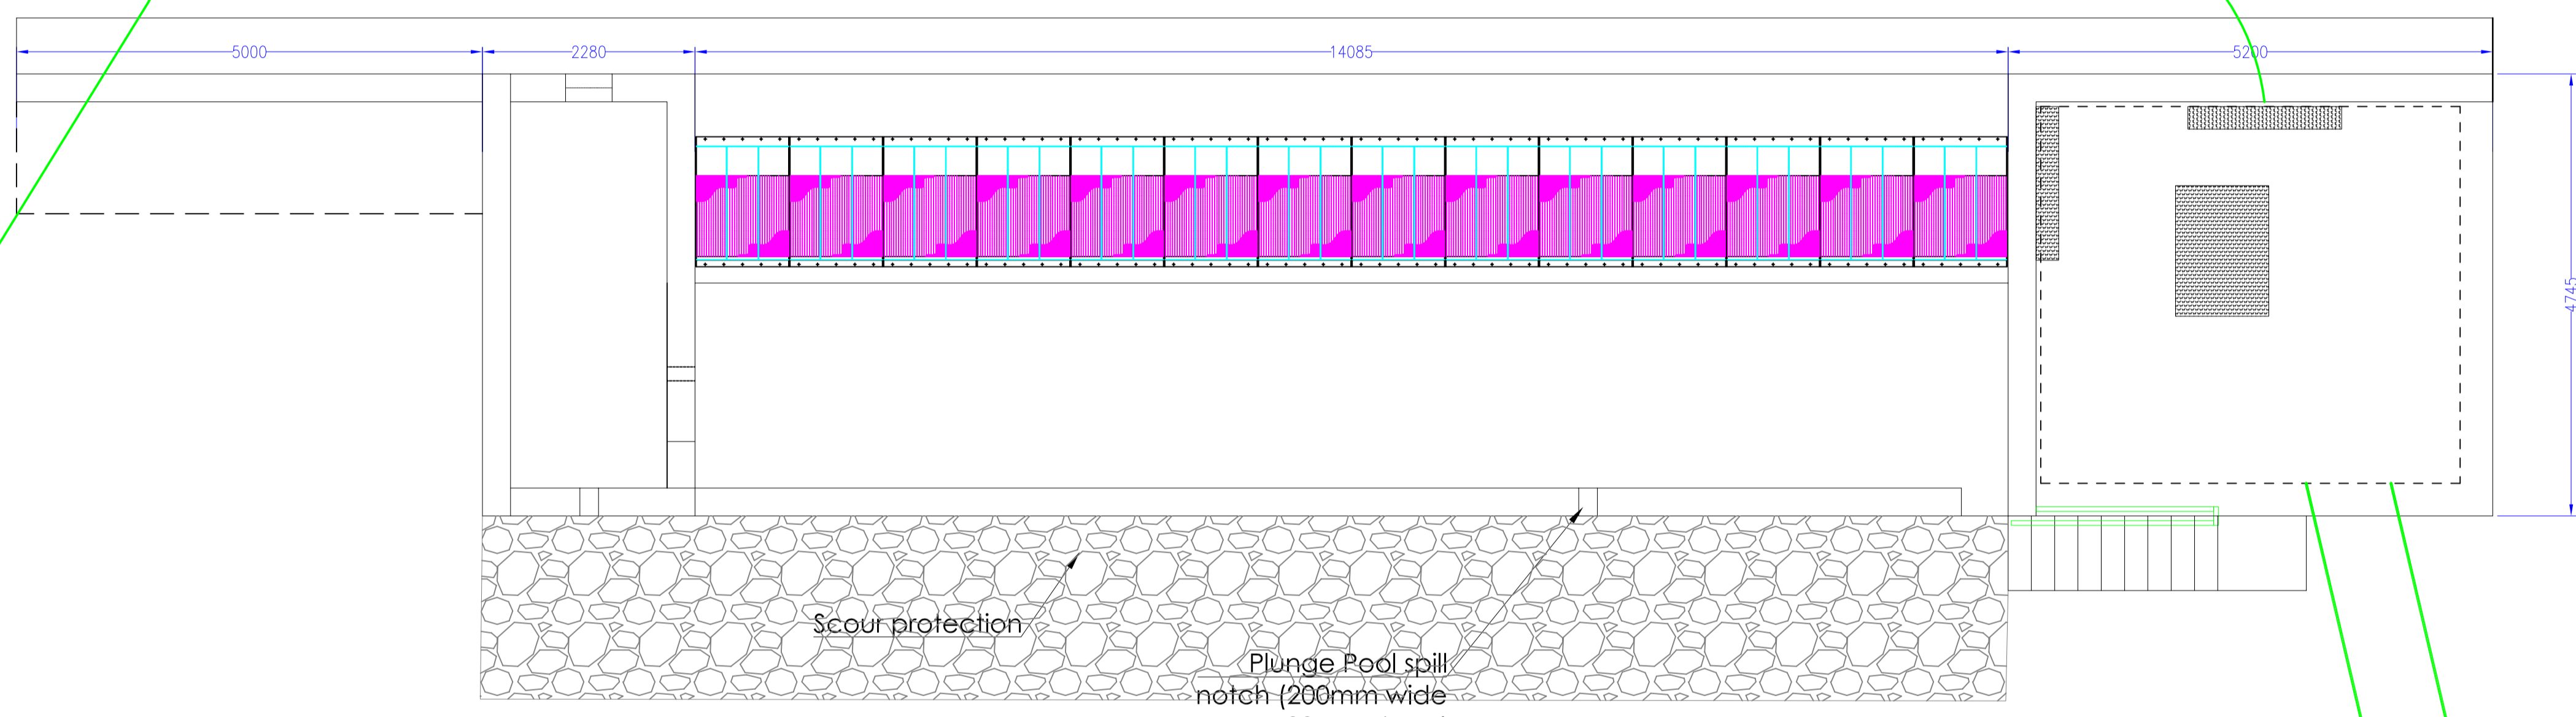 5000
2280
14085
5200
4745
Scour protection
Plunge Pool spill
notch (200mm wide